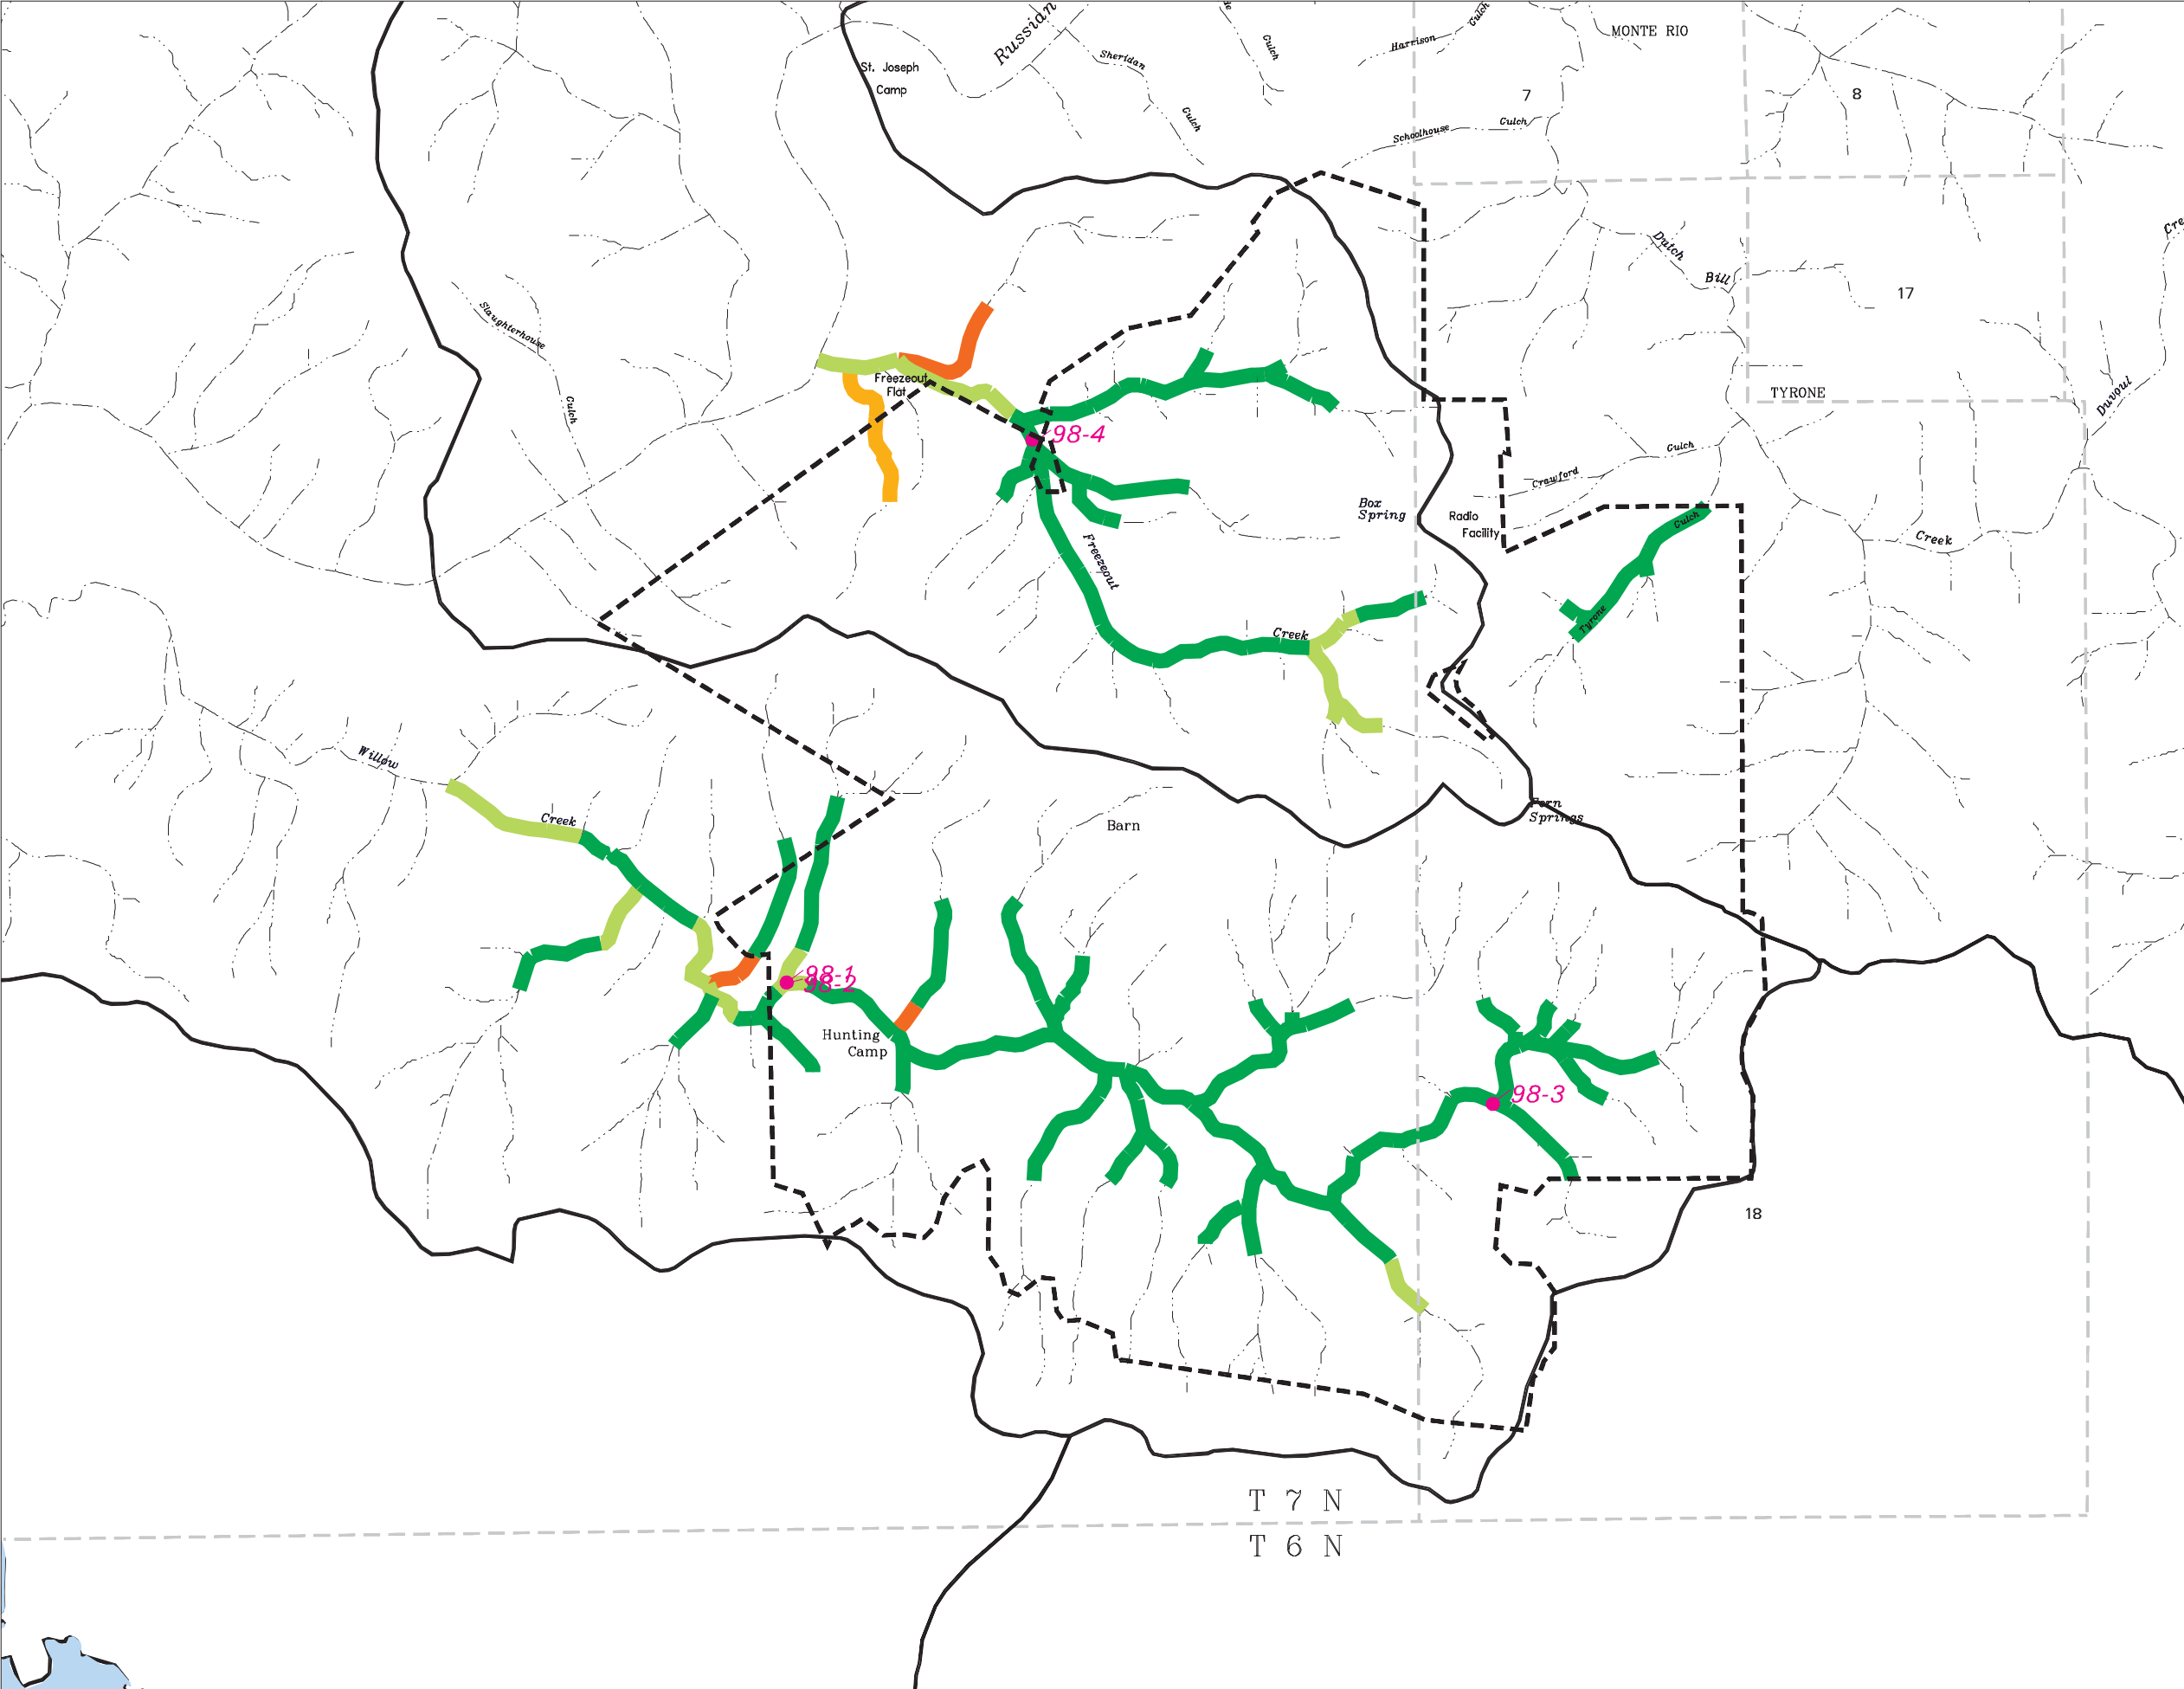 Russian
MONTE RIO
Harrison
Gulch
Gulch
Sheridan
Gulch
St. Joseph
Camp
7
8
Schoolhouse
Gulch
Dutch
Bill
17
Slaughterhouse
Gulch
Freezeout
Flat
TYRONE
Duvoul
98-4
Crawford
Gulch
Box
Spring
Radio
Facility
Gulch
Creek
Freezeout
Tyrone
Creek
Willow
Creek
Barn
Fern
Springs
98-1
98-2
Hunting
Camp
98-3
18
T 7 N
T 6 N